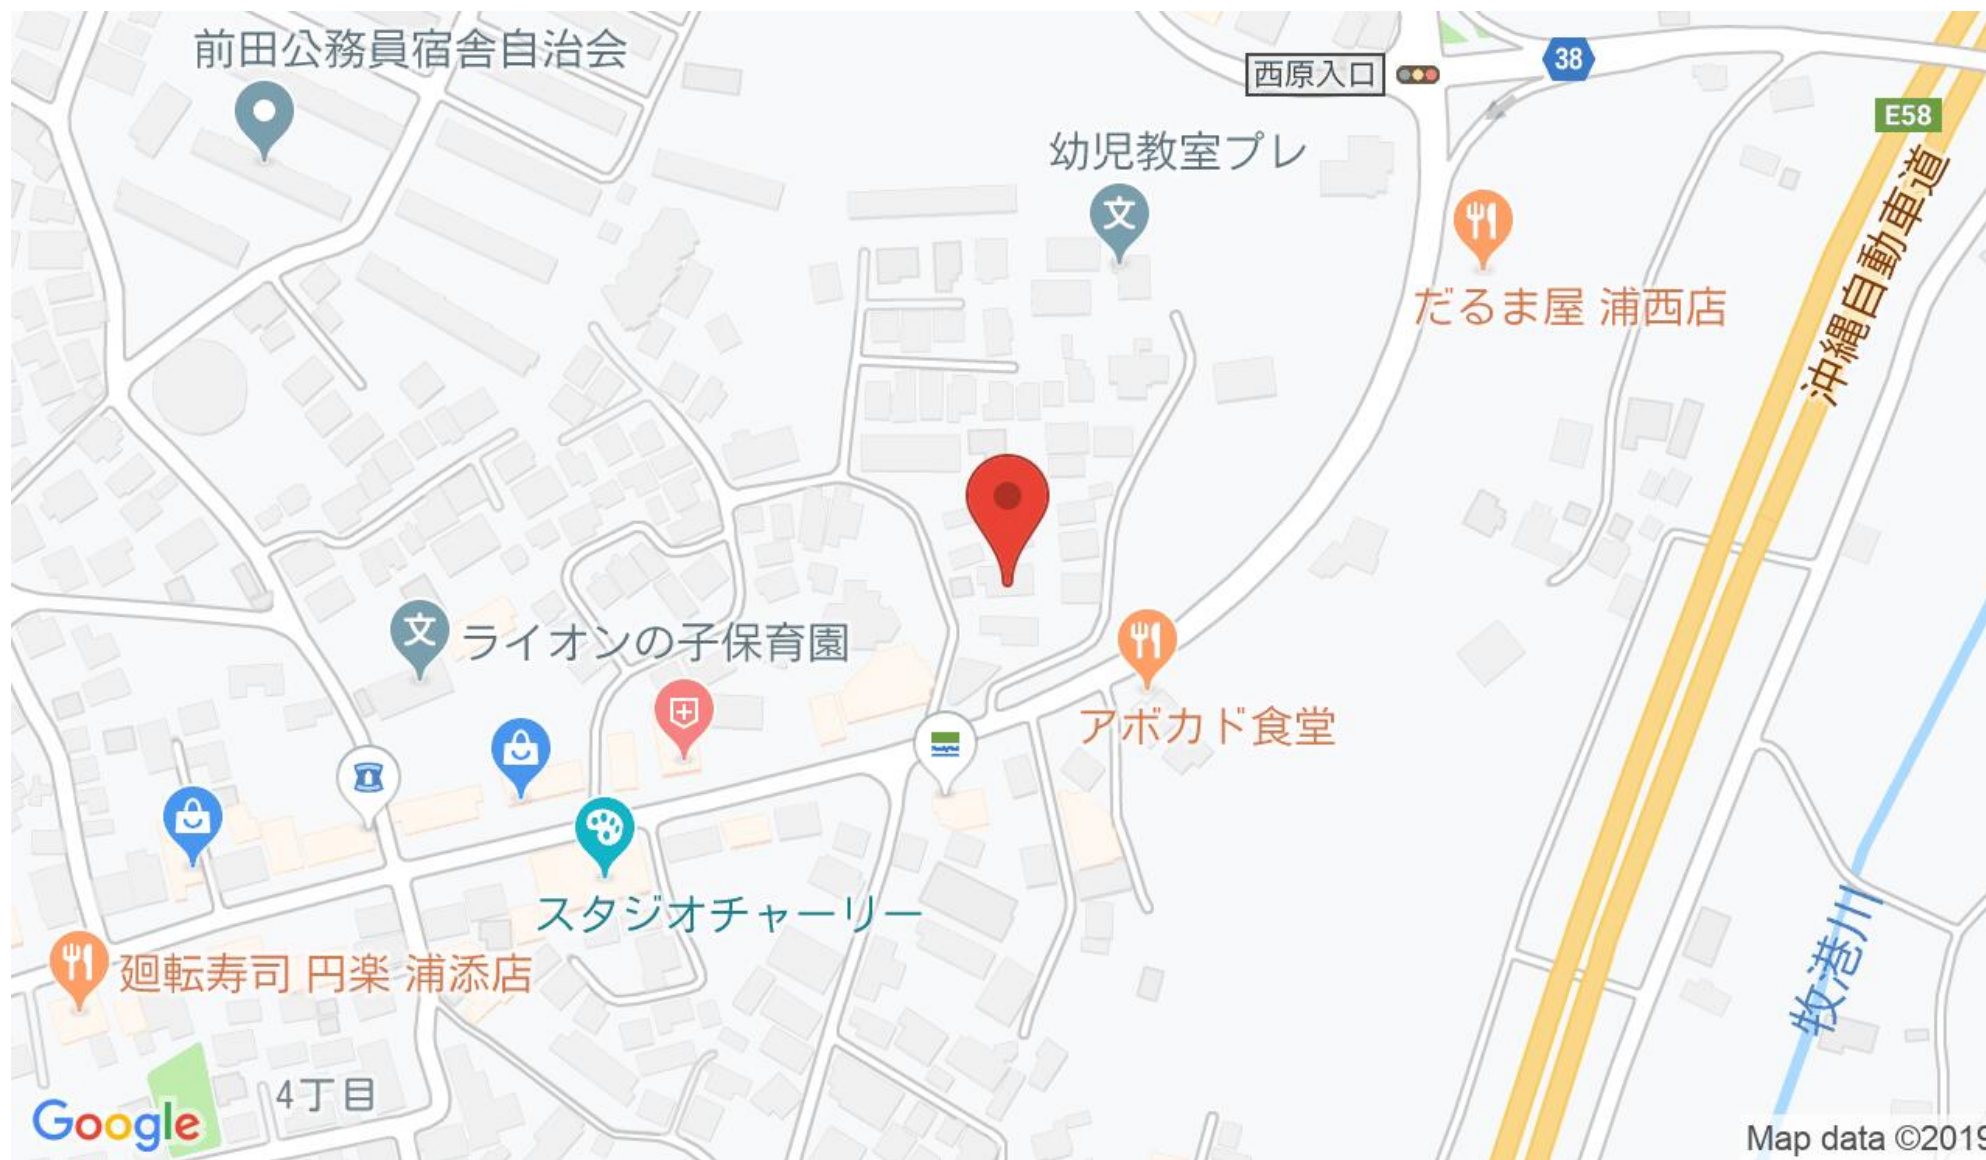 前田公務員宿舎自治会
西原入口
38
E58
幼児教室プレ
文
沖縄自動車道
だるま屋 浦西店
文
ライオンの子保育園
アボカド食堂
スタジオチャーリー
廻転寿司 円楽 浦添店
牧港川
4丁目
Google
Map data ©2019